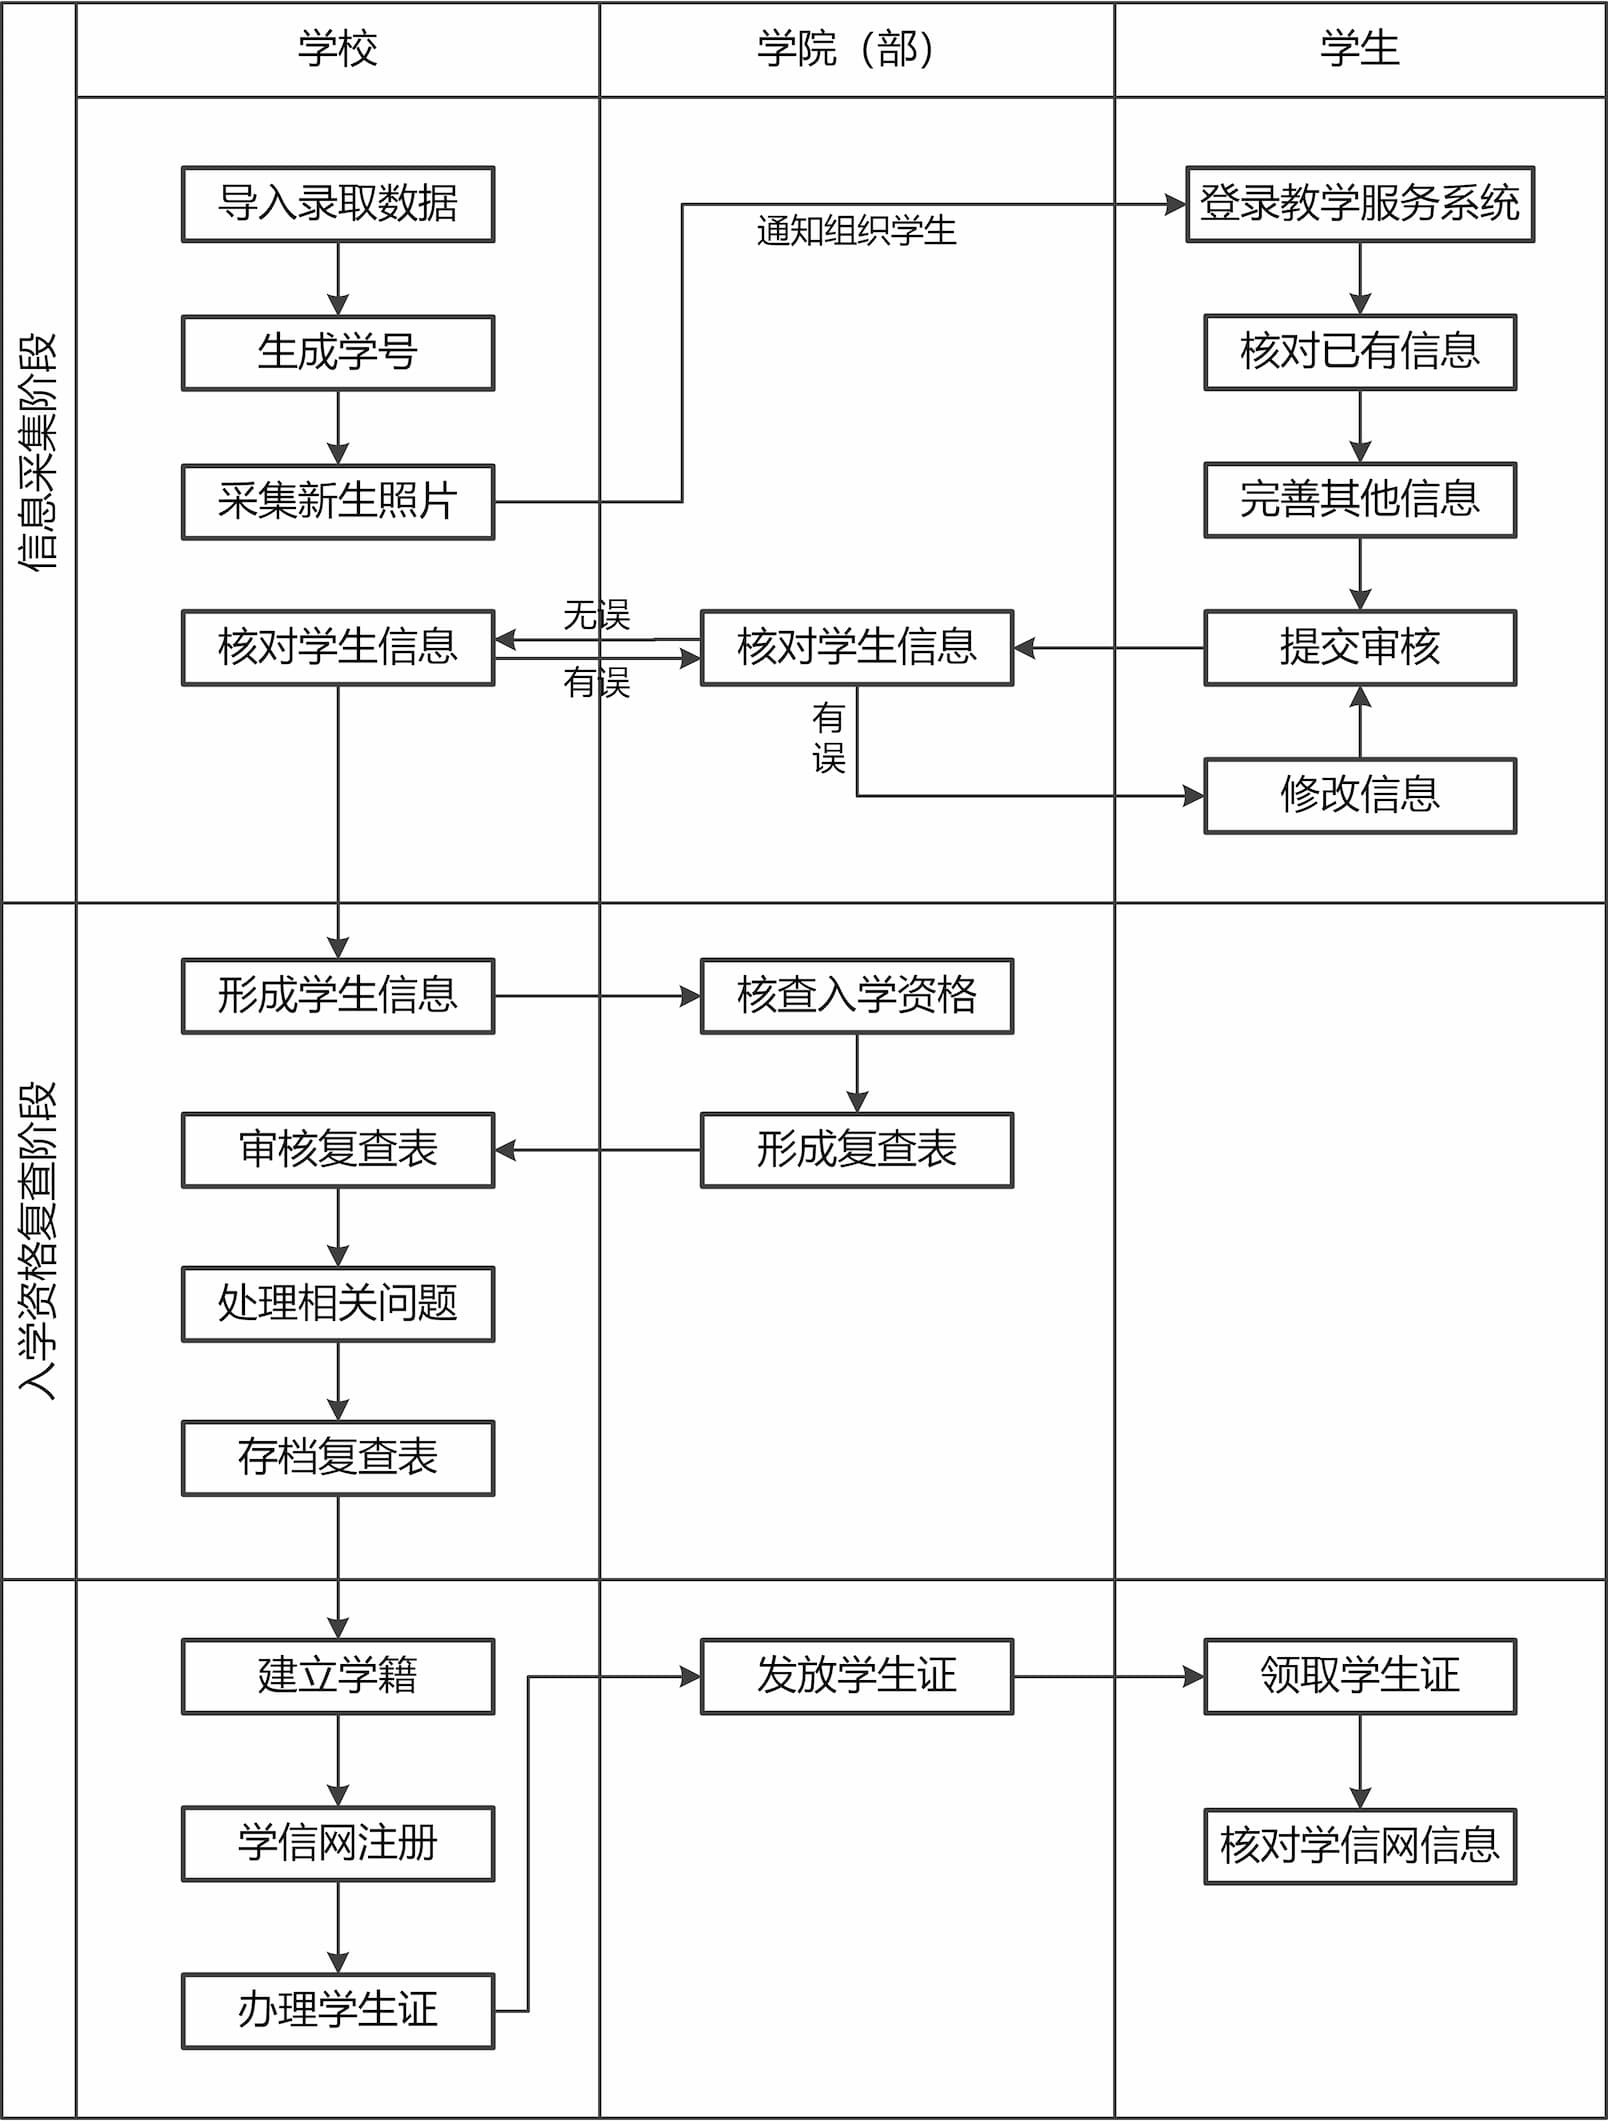 学校
学院（部）
学生
信息采集阶段
导入录取数据
登录教学服务系统
通知组织学生
生成学号
核对已有信息
采集新生照片
完善其他信息
无误
核对学生信息
核对学生信息
提交审核
有误
有
误
修改信息
入学资格复查阶段
形成学生信息
核查入学资格
审核复查表
形成复查表
处理相关问题
存档复查表
建立学籍
发放学生证
领取学生证
学信网注册
核对学信网信息
办理学生证